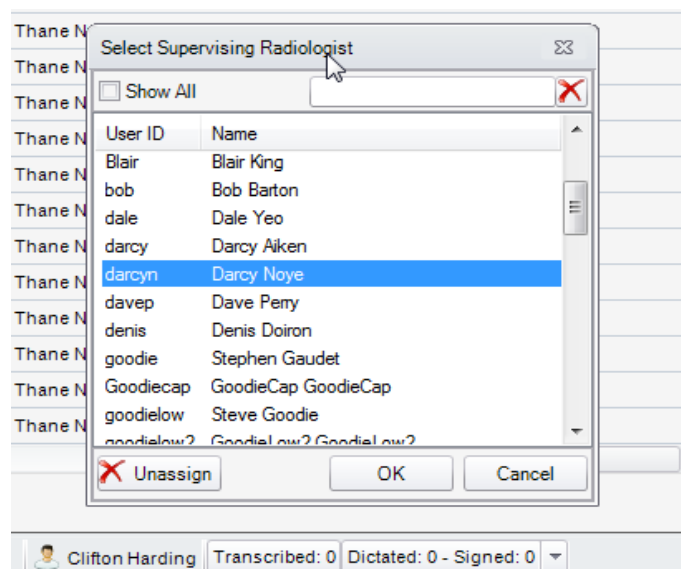 Thane N
Select Supervising Radiologist
Thane N
Show All
Thane N
User ID Name
Thane N
Blair Blair King
Thane N
bob Bob Barton
dale Dale Yeo
Thane N
darcy Darcy Aiken
Thane N
darcyn Darcy Noye
Thane N
davep Dave Perry
Thane N
denis Denis Doiron
goodie Stephen Gaudet
Thane N
Goodiecap GoodieCap GoodieCap
Thane N
goodielow Steve Goodie
Thane N
goodielow2 GoodieLow2 GoodieLow2
Unassign OK Cancel
Clifton Harding Transcribed: 0 Dictated: 0 - Signed: 0